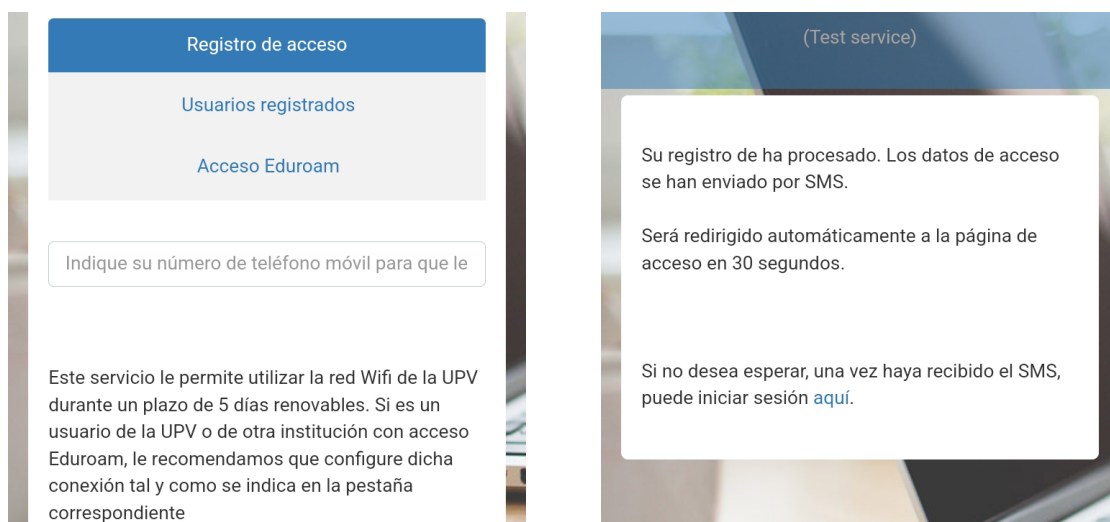 Registro de acceso
Usuarios registrados
Acceso Eduroam
Indique su número de teléfono móvil para que le
Este servicio le permite utilizar la red Wifi de la UPV
durante un plazo de 5 días renovables. Si es un
usuario de la UPV o de otra institución con acceso
Eduroam, le recomendamos que configure dicha
conexión tal y como se indica en la pestaña
correspondiente
(Test service)
Su registro de ha procesado. Los datos de acceso
se han enviado por SMS.
Será redirigido automáticamente a la página de
acceso en 30 segundos.
Si no desea esperar, una vez haya recibido el SMS,
puede iniciar sesión aquí.